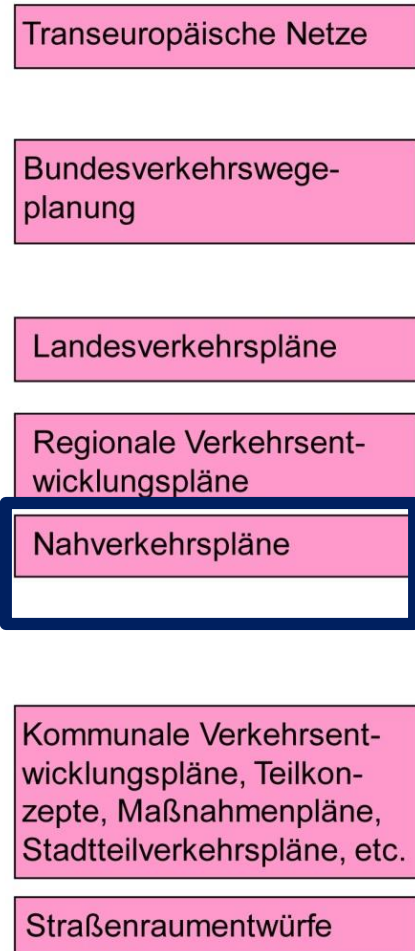 Transeuropäische Netze
Bundesverkehrswege-
planung
Landesverkehrspläne
Regionale Verkehrsent-
wicklungspläne
Nahverkehrspläne
Kommunale Verkehrsent-
wicklungspläne, Teilkon-
zepte, Maßnahmenpläne,
Stadtteilverkehrspläne, etc.
Straßenraumentwürfe